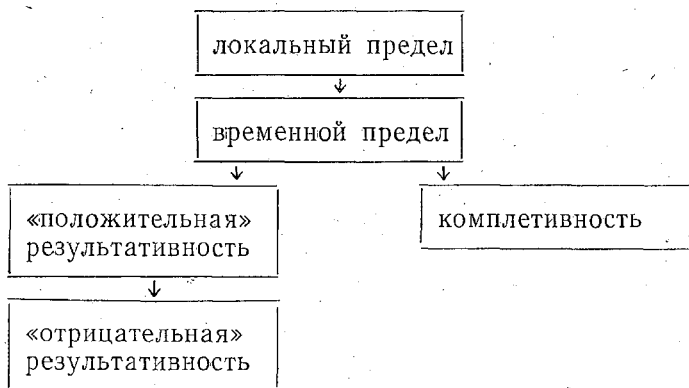 локальный предел
временной предел
«положительная»
результативность
комплетивность
«отрицательная»
результативность